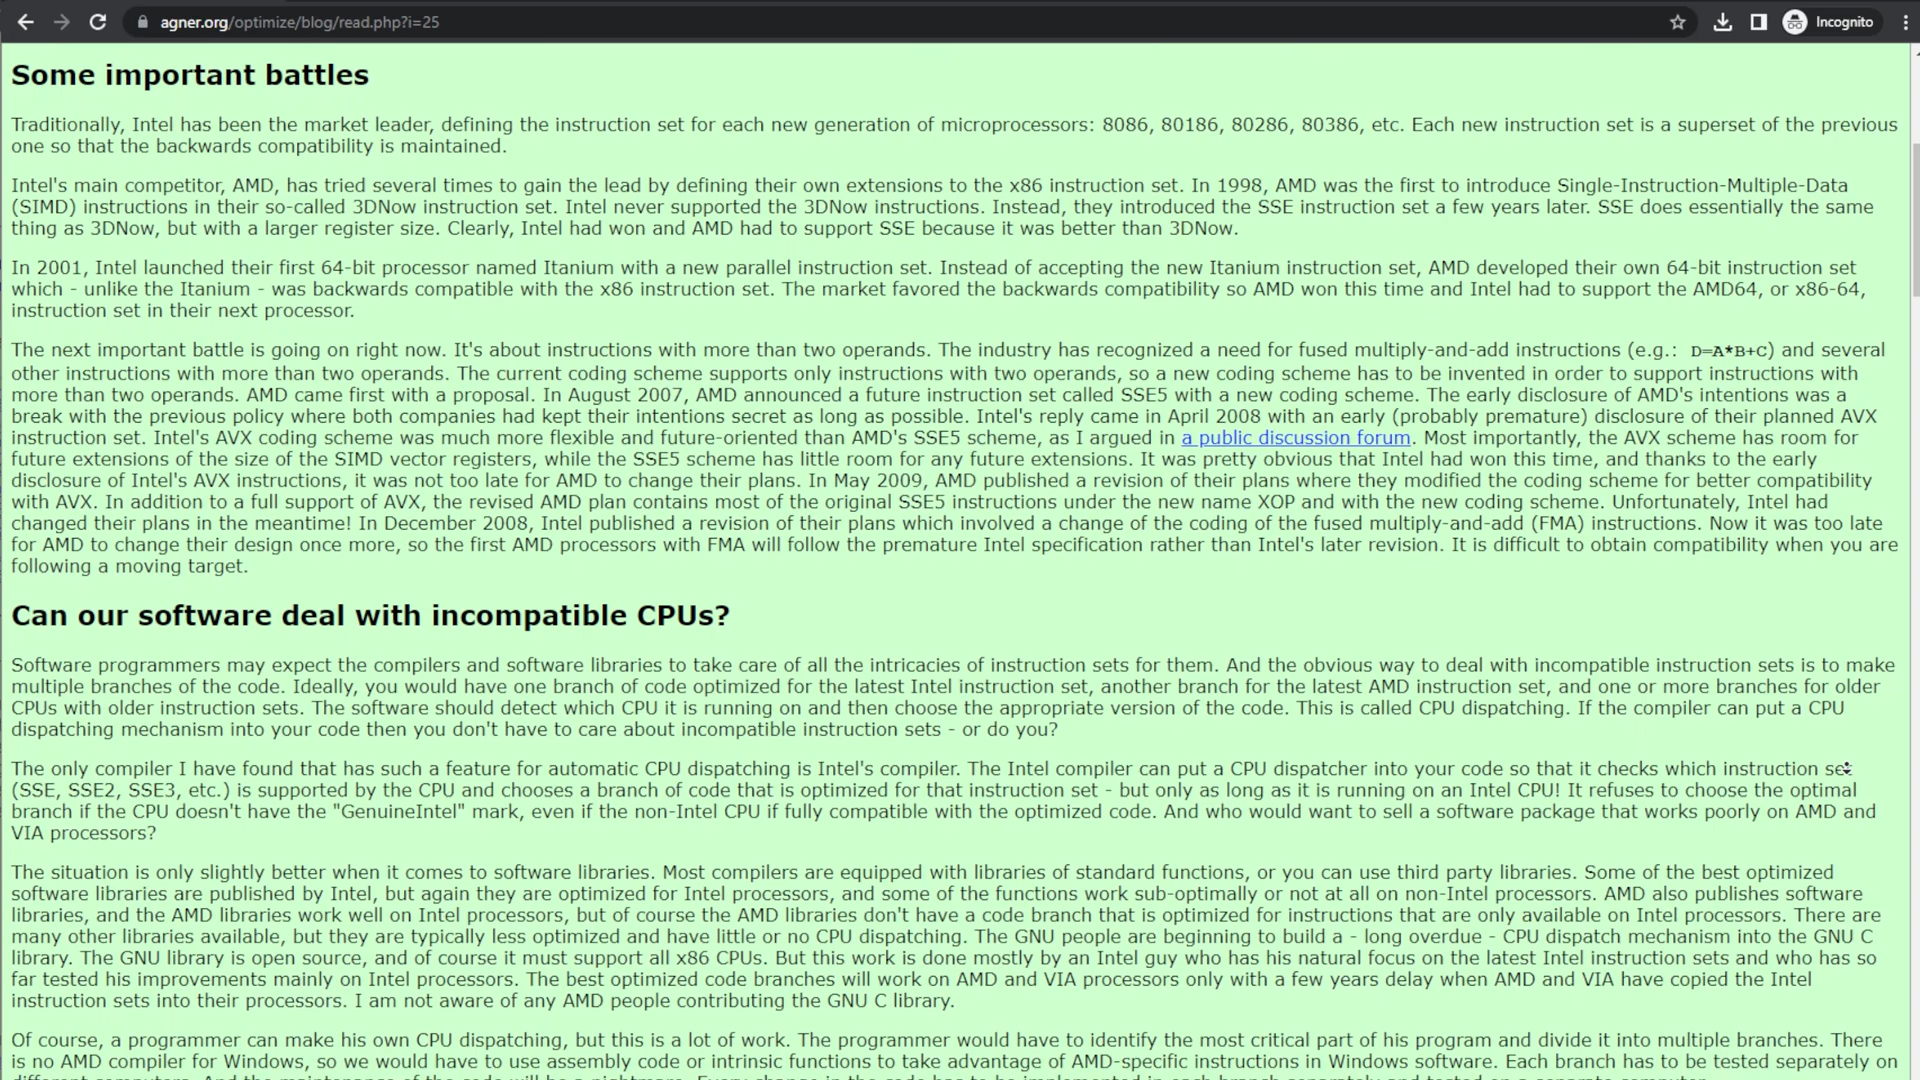 agner.org/optimize/blog/read.php?i=25
Incognito
Some important battles
Traditionally, Intel has been the market leader, defining the instruction set for each new generation of microprocessors: 8086, 80186, 80286, 80386, etc. Each new instruction set is a superset of the previous
one so that the backwards compatibility is maintained.
Intel's main competitor, AMD, has tried several times to gain the lead by defining their own extensions to the x86 instruction set. In 1998, AMD was the first to introduce Single-Instruction-Multiple-Data
(SIMD) instructions in their so-called 3DNow instruction set. Intel never supported the 3DNow instructions. Instead, they introduced the SSE instruction set a few years later. SSE does essentially the same
thing as 3DNow, but with a larger register size. Clearly, Intel had won and AMD had to support SSE because it was better than 3DNow.
In 2001, Intel launched their first 64-bit processor named Itanium with a new parallel instruction set. Instead of accepting the new Itanium instruction set, AMD developed their own 64-bit instruction set
which - unlike the Itanium - was backwards compatible with the x86 instruction set. The market favored the backwards compatibility so AMD won this time and Intel had to support the AMD64, or x86-64,
instruction set in their next processor.
The next important battle is going on right now. It's about instructions with more than two operands. The industry has recognized a need for fused multiply-and-add instructions (e.g.: D=A*B+C) and several
other instructions with more than two operands. The current coding scheme supports only instructions with two operands, so a new coding scheme has to be invented in order to support instructions with
more than two operands. AMD came first with a proposal. In August 2007, AMD announced a future instruction set called SSE5 with a new coding scheme. The early disclosure of AMD's intentions was a
break with the previous policy where both companies had kept their intentions secret as long as possible. Intel's reply came in April 2008 with an early (probably premature) disclosure of their planned AVX
instruction set. Intel's AVX coding scheme was much more flexible and future-oriented than AMD's SSE5 scheme, as I argued in a public discussion forum. Most importantly, the AVX scheme has room for
future extensions of the size of the SIMD vector registers, while the SSE5 scheme has little room for any future extensions. It was pretty obvious that Intel had won this time, and thanks to the early
disclosure of Intel's AVX instructions, it was not too late for AMD to change their plans. In May 2009, AMD published a revision of their plans where they modified the coding scheme for better compatibility
with AVX. In addition to a full support of AVX, the revised AMD plan contains most of the original SSE5 instructions under the new name XOP and with the new coding scheme. Unfortunately, Intel had
changed their plans in the meantime! In December 2008, Intel published a revision of their plans which involved a change of the coding of the fused multiply-and-add (FMA) instructions. Now it was too late
for AMD to change their design once more, so the first AMD processors with FMA will follow the premature Intel specification rather than Intel's later revision. It is difficult to obtain compatibility when you are
following a moving target.
Can our software deal with incompatible CPUs?
Software programmers may expect the compilers and software libraries to take care of all the intricacies of instruction sets for them. And the obvious way to deal with incompatible instruction sets is to make
multiple branches of the code. Ideally, you would have one branch of code optimized for the latest Intel instruction set, another branch for the latest AMD instruction set, and one or more branches for older
CPUs with older instruction sets. The software should detect which CPU it is running on and then choose the appropriate version of the code. This is called CPU dispatching. If the compiler can put a CPU
dispatching mechanism into your code then you don't have to care about incompatible instruction sets - or do you?
The only compiler I have found that has such a feature for automatic CPU dispatching is Intel's compiler. The Intel compiler can put a CPU dispatcher into your code so that it checks which instruction set
(SSE, SSE2, SSE3, etc.) is supported by the CPU and chooses a branch of code that is optimized for that instruction set - but only as long as it is running on an Intel CPU! It refuses to choose the optimal
branch if the CPU doesn't have the "GenuineIntel" mark, even if the non-Intel CPU if fully compatible with the optimized code. And who would want to sell a software package that works poorly on AMD and
VIA processors?
The situation is only slightly better when it comes to software libraries. Most compilers are equipped with libraries of standard functions, or you can use third party libraries. Some of the best optimized
software libraries are published by Intel, but again they are optimized for Intel processors, and some of the functions work sub-optimally or not at all on non-Intel processors. AMD also publishes software
libraries, and the AMD libraries work well on Intel processors, but of course the AMD libraries don't have a code branch that is optimized for instructions that are only available on Intel processors. There are
many other libraries available, but they are typically less optimized and have little or no CPU dispatching. The GNU people are beginning to build a - long overdue - CPU dispatch mechanism into the GNU C
library. The GNU library is open source, and of course it must support all x86 CPUs. But this work is done mostly by an Intel guy who has his natural focus on the latest Intel instruction sets and who has so
far tested his improvements mainly on Intel processors. The best optimized code branches will work on AMD and VIA processors only with a few years delay when AMD and VIA have copied the Intel
instruction sets into their processors. I am not aware of any AMD people contributing the GNU C library.
Of course, a programmer can make his own CPU dispatching, but this is a lot of work. The programmer would have to identify the most critical part of his program and divide it into multiple branches. There
is no AMD compiler for Windows, so we would have to use assembly code or intrinsic functions to take advantage of AMD-specific instructions in Windows software. Each branch has to be tested separately on